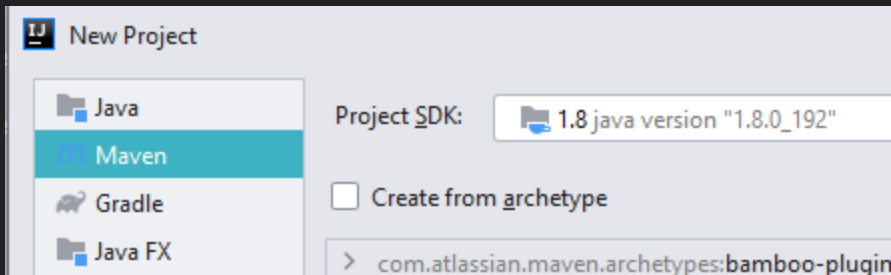 IJ New Project
Java
Project SDK: 1.8 java version "1.8.0_192"
Maven
Create from archetype
Gradle
Java FX
com.atlassian.maven.archetypes:bamboo-plugin